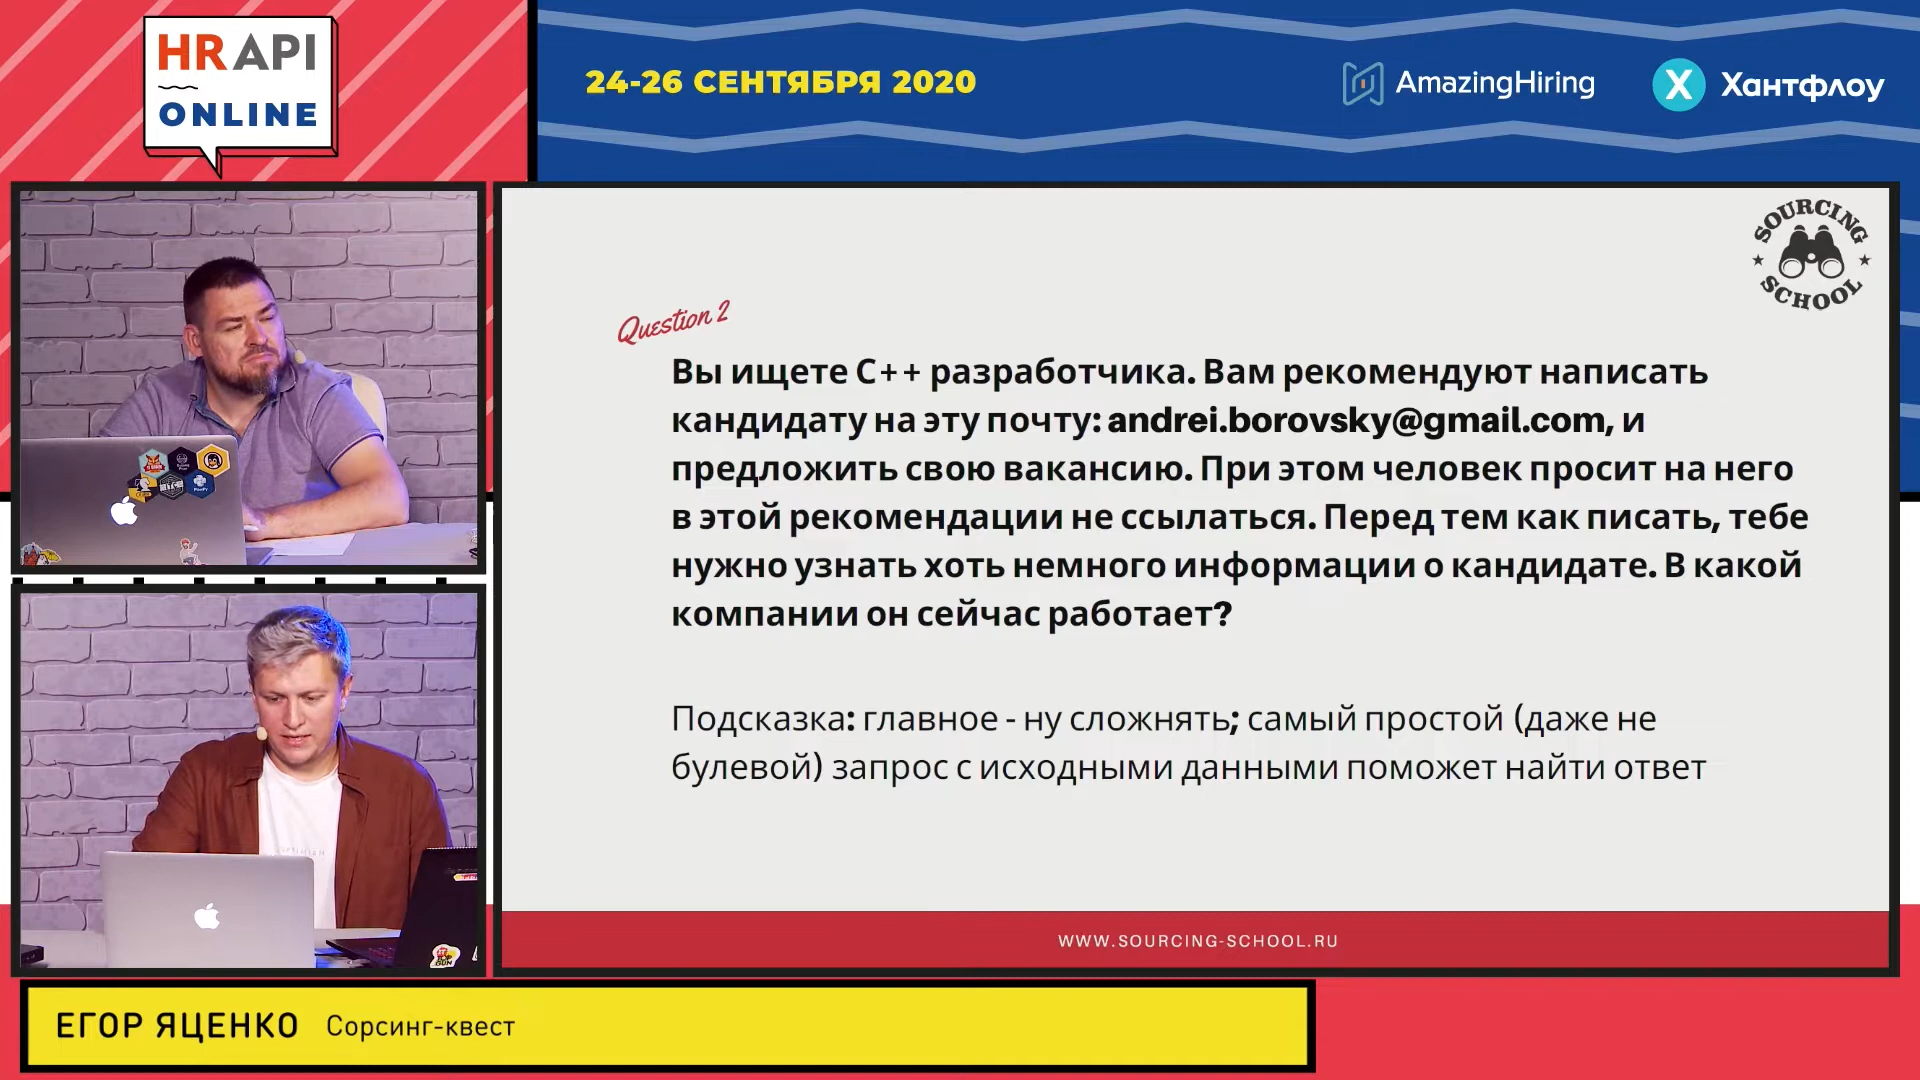 HR API
ONLINE
24-26 СЕНТЯБРЯ 2020
AmazingHiring
X Хантфлоу
SOURCING
SCHOOL
Question 2
Вы ищете C++ разработчика. Вам рекомендуют написать
кандидату на эту почту: andrei.borovsky@gmail.com, и
предложить свою вакансию. При этом человек просит на него
в этой рекомендации не ссылаться. Перед тем как писать, тебе
нужно узнать хоть немного информации о кандидате. В какой
компании он сейчас работает?
Подсказка: главное - ну сложнять; самый простой (даже не
булевой) запрос с исходными данными поможет найти ответ
WWW.SOURCING-SCHOOL.RU
ЕГОР ЯЦЕНКО Сорсинг-квест